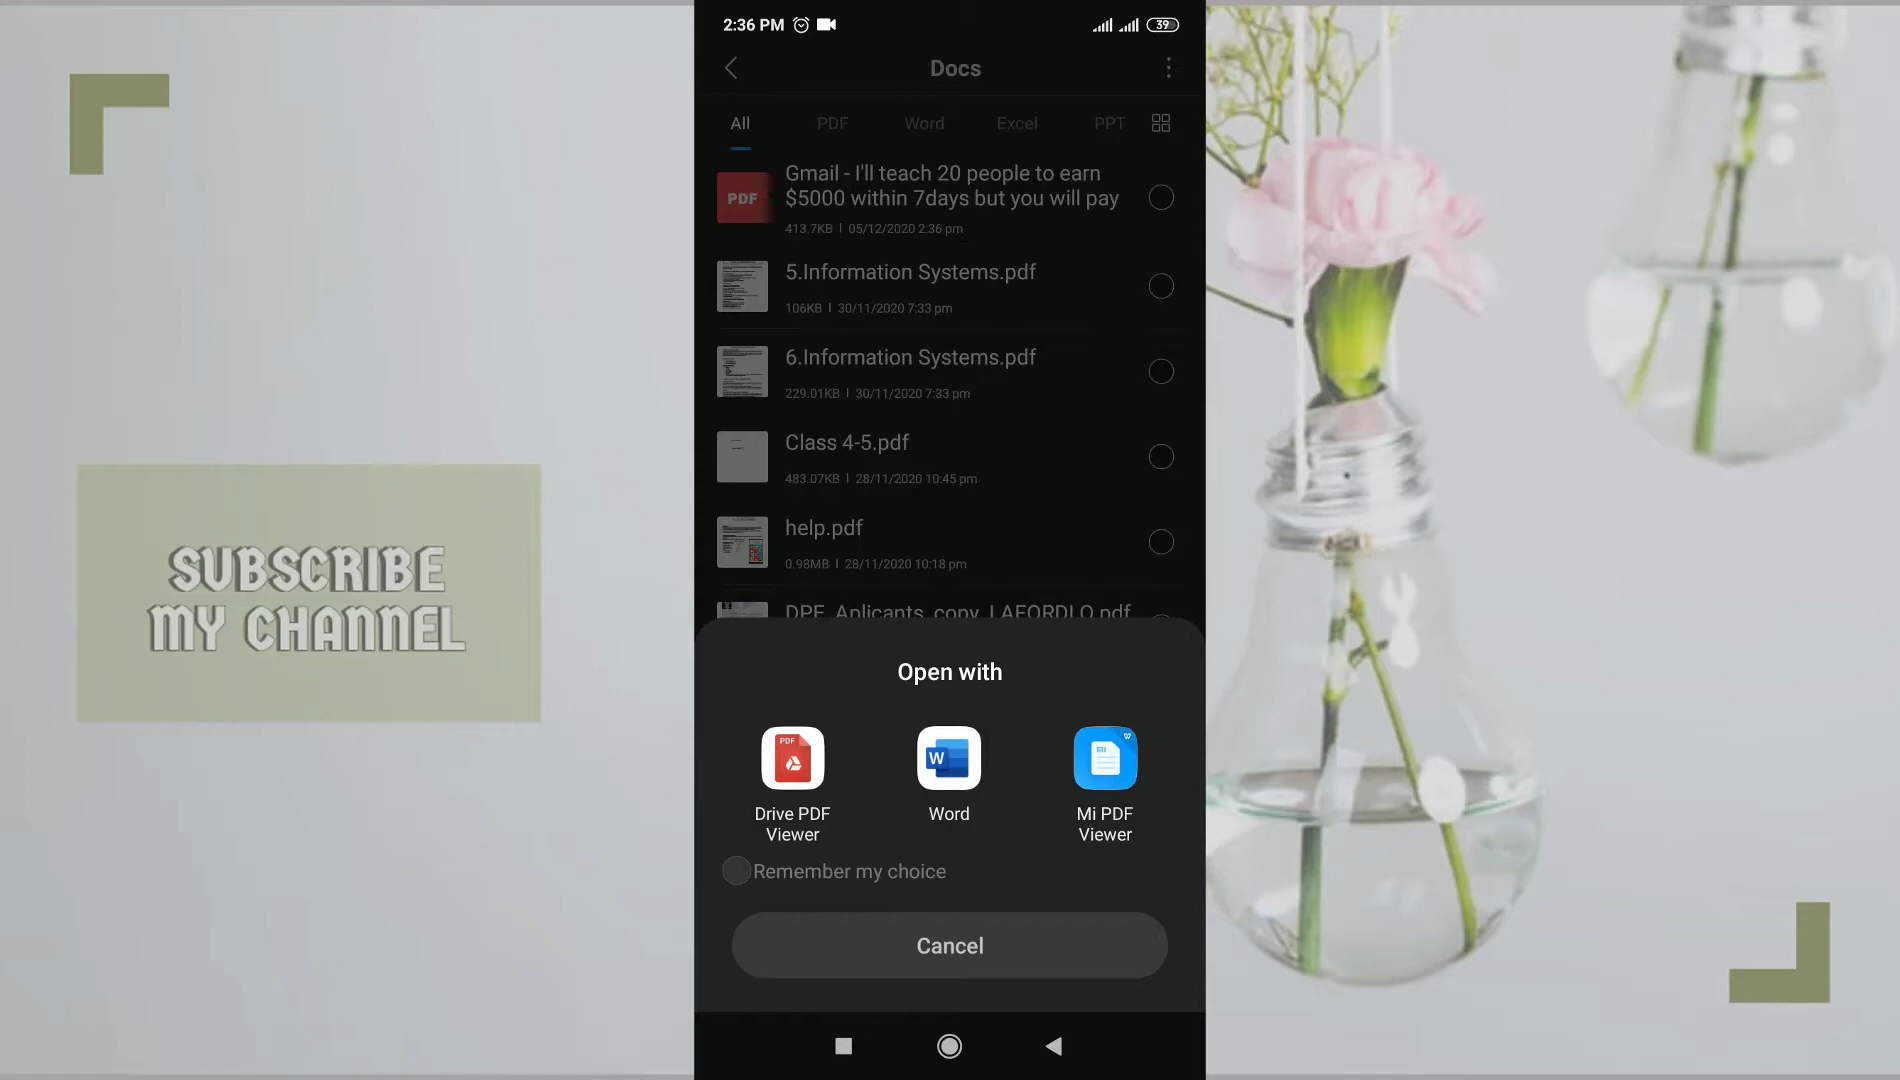 2:36 PM
39
Docs
All PDF Word Excel PPT
PDF
Gmail - I'll teach 20 people to earn
$5000 within 7days but you will pay
413.7KB | 05/12/2020 2:36 pm
5.Information Systems.pdf
106KB | 30/11/2020 7:33 pm
6.Information Systems.pdf
229.01KB | 30/11/2020 7:33 pm
Class 4-5.pdf
483.07KB | 28/11/2020 10:45 pm
help.pdf
0.98MB | 28/11/2020 10:18 pm
SUBSCRIBE
MY CHANNEL
Open with
PDF
W
Mi
Drive PDF
Viewer
Word
Mi PDF
Viewer
Remember my choice
Cancel